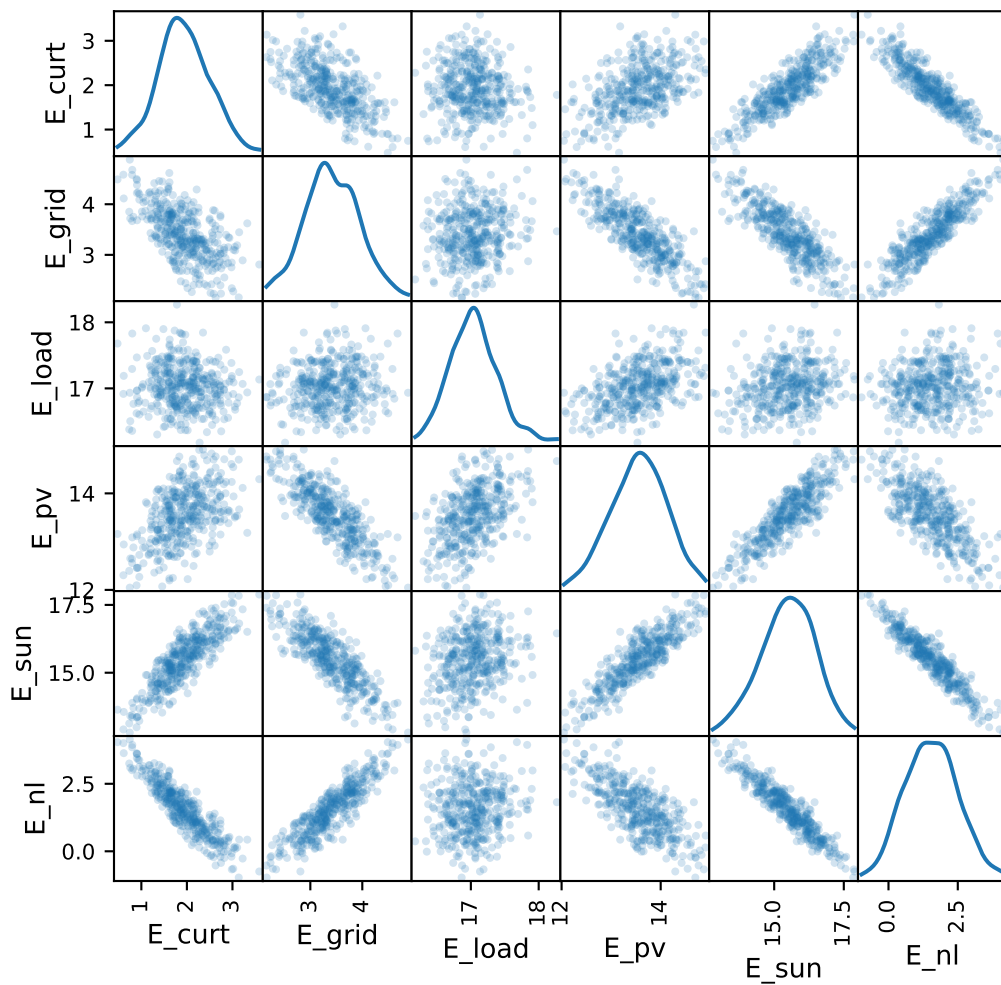 E_curt
3
2
1
E_grid
4
3
E_load
18
17
E_pv
14
12
E_sun
17.5
15.0
E_nl
2.5
0.0
1 2 3
3 4
17 18
12 14
15.0 17.5
0.0 2.5
E_curt E_grid E_load E_pv E_sun E_nl